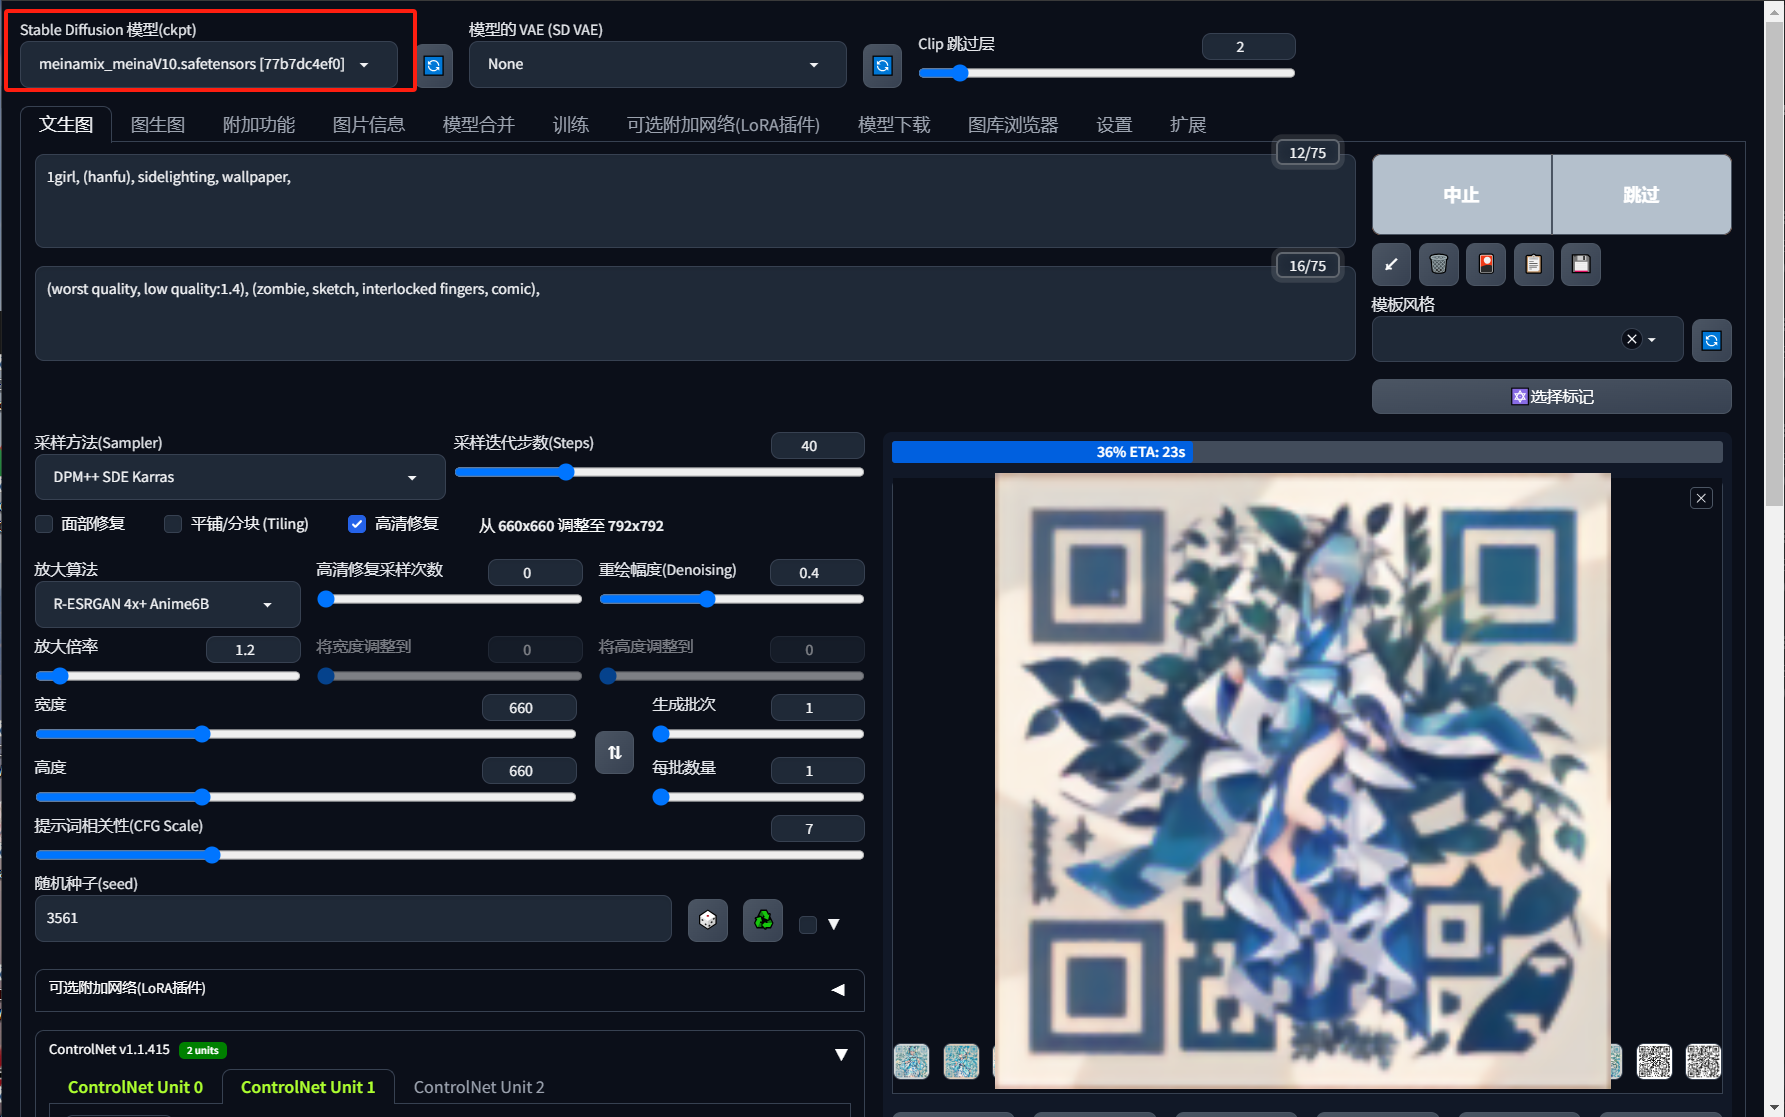 Stable Diffusion 模型(ckpt)
模型的 VAE (SD VAE)
Clip 跳过层
2
meinamix_meinaV10.safetensors [77b7dc4ef0]
None
文生图
图生图
附加功能
图片信息
模型合并
训练
可选附加网络(LoRA插件)
模型下载
图库浏览器
设置
扩展
12/75
1girl, (hanfu), sidelighting, wallpaper,
中止
跳过
16/75
(worst quality, low quality:1.4), (zombie, sketch, interlocked fingers, comic),
模板风格
选择标记
采样方法(Sampler)
采样迭代步数(Steps)
40
36% ETA: 23s
DPM++ SDE Karras
面部修复
平铺/分块 (Tiling)
高清修复
从 660x660 调整至 792x792
放大算法
高清修复采样次数
0
重绘幅度(Denoising)
0.4
R-ESRGAN 4x+ Anime6B
放大倍率
1.2
将宽度调整到
0
将高度调整到
0
宽度
660
生成批次
1
高度
660
每批数量
1
提示词相关性(CFG Scale)
7
随机种子(seed)
3561
可选附加网络(LoRA插件)
ControlNet v1.1.415
2 units
ControlNet Unit 0
ControlNet Unit 1
ControlNet Unit 2